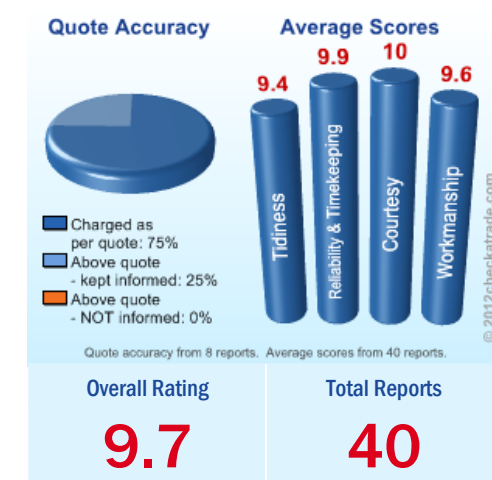 Quote Accuracy
Average Scores
9.4
9.9
10
9.6
Tidiness
Reliability & Timekeeping
Courtesy
Workmanship
Charged as
per quote: 75%
Above quote
- kept informed: 25%
Above quote
- NOT informed: 0%
© 2012checkatrade.com
Quote accuracy from 8 reports. Average scores from 40 reports.
Overall Rating
Total Reports
9.7
40